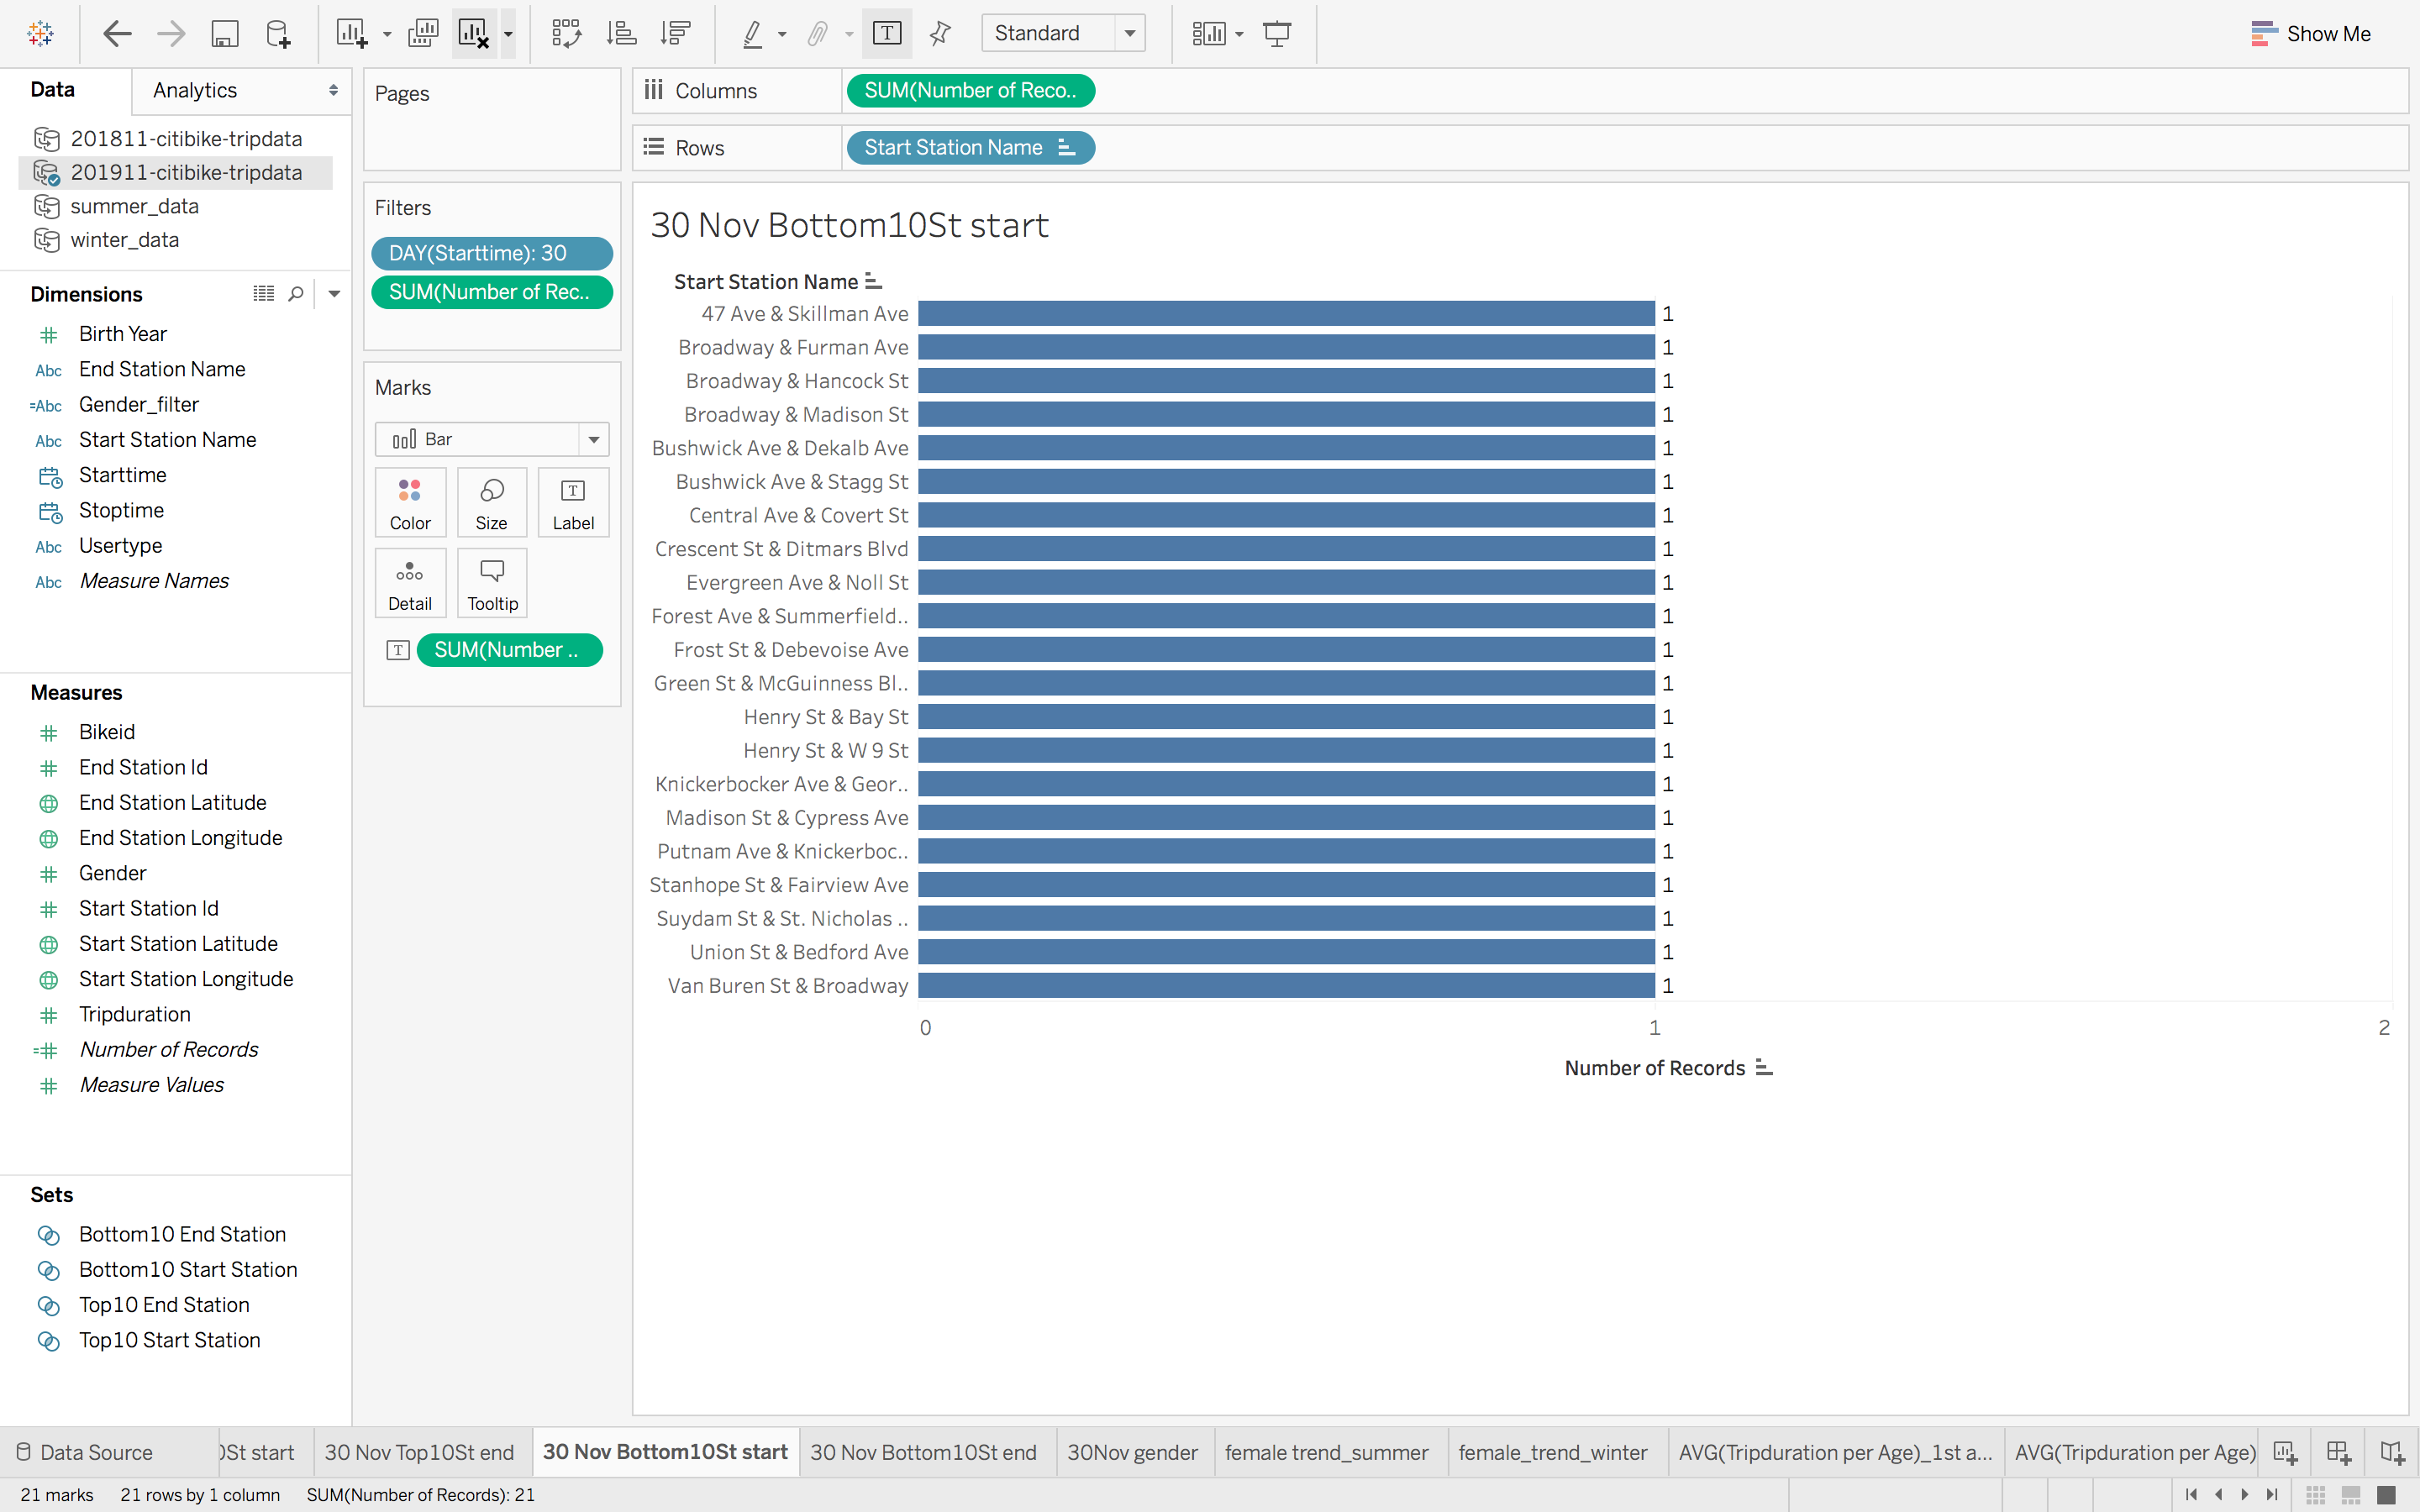 Standard
Show Me
Data
Analytics
201811-citibike-tripdata
201911-citibike-tripdata
summer_data
winter_data
Dimensions
# Birth Year
Abc End Station Name
=Abc Gender_filter
Abc Start Station Name
Starttime
Stoptime
Abc Usertype
Abc Measure Names
Measures
# Bikeid
# End Station Id
End Station Latitude
End Station Longitude
# Gender
# Start Station Id
Start Station Latitude
Start Station Longitude
# Tripduration
=# Number of Records
# Measure Values
Sets
Bottom10 End Station
Bottom10 Start Station
Top10 End Station
Top10 Start Station
Pages
Filters
DAY(Starttime): 30
SUM(Number of Rec..
Marks
Bar
Color
Size
T
Label
Detail
Tooltip
T SUM(Number ..
Columns
SUM(Number of Reco..
Rows
Start Station Name
30 Nov Bottom10St start
Start Station Name
47 Ave & Skillman Ave 1
Broadway & Furman Ave 1
Broadway & Hancock St 1
Broadway & Madison St 1
Bushwick Ave & Dekalb Ave 1
Bushwick Ave & Stagg St 1
Central Ave & Covert St 1
Crescent St & Ditmars Blvd 1
Evergreen Ave & Noll St 1
Forest Ave & Summerfield.. 1
Frost St & Debevoise Ave 1
Green St & McGuinness Bl.. 1
Henry St & Bay St 1
Henry St & W 9 St 1
Knickerbocker Ave & Geor.. 1
Madison St & Cypress Ave 1
Putnam Ave & Knickerboc.. 1
Stanhope St & Fairview Ave 1
Suydam St & St. Nicholas .. 1
Union St & Bedford Ave 1
Van Buren St & Broadway 1
0 1 2
Number of Records
Data Source
0St start
30 Nov Top10St end
30 Nov Bottom10St start
30 Nov Bottom10St end
30Nov gender
female trend_summer
female_trend_winter
AVG(Tripduration per Age)_1st a...
AVG(Tripduration per Age)
21 marks
21 rows by 1 column
SUM(Number of Records): 21